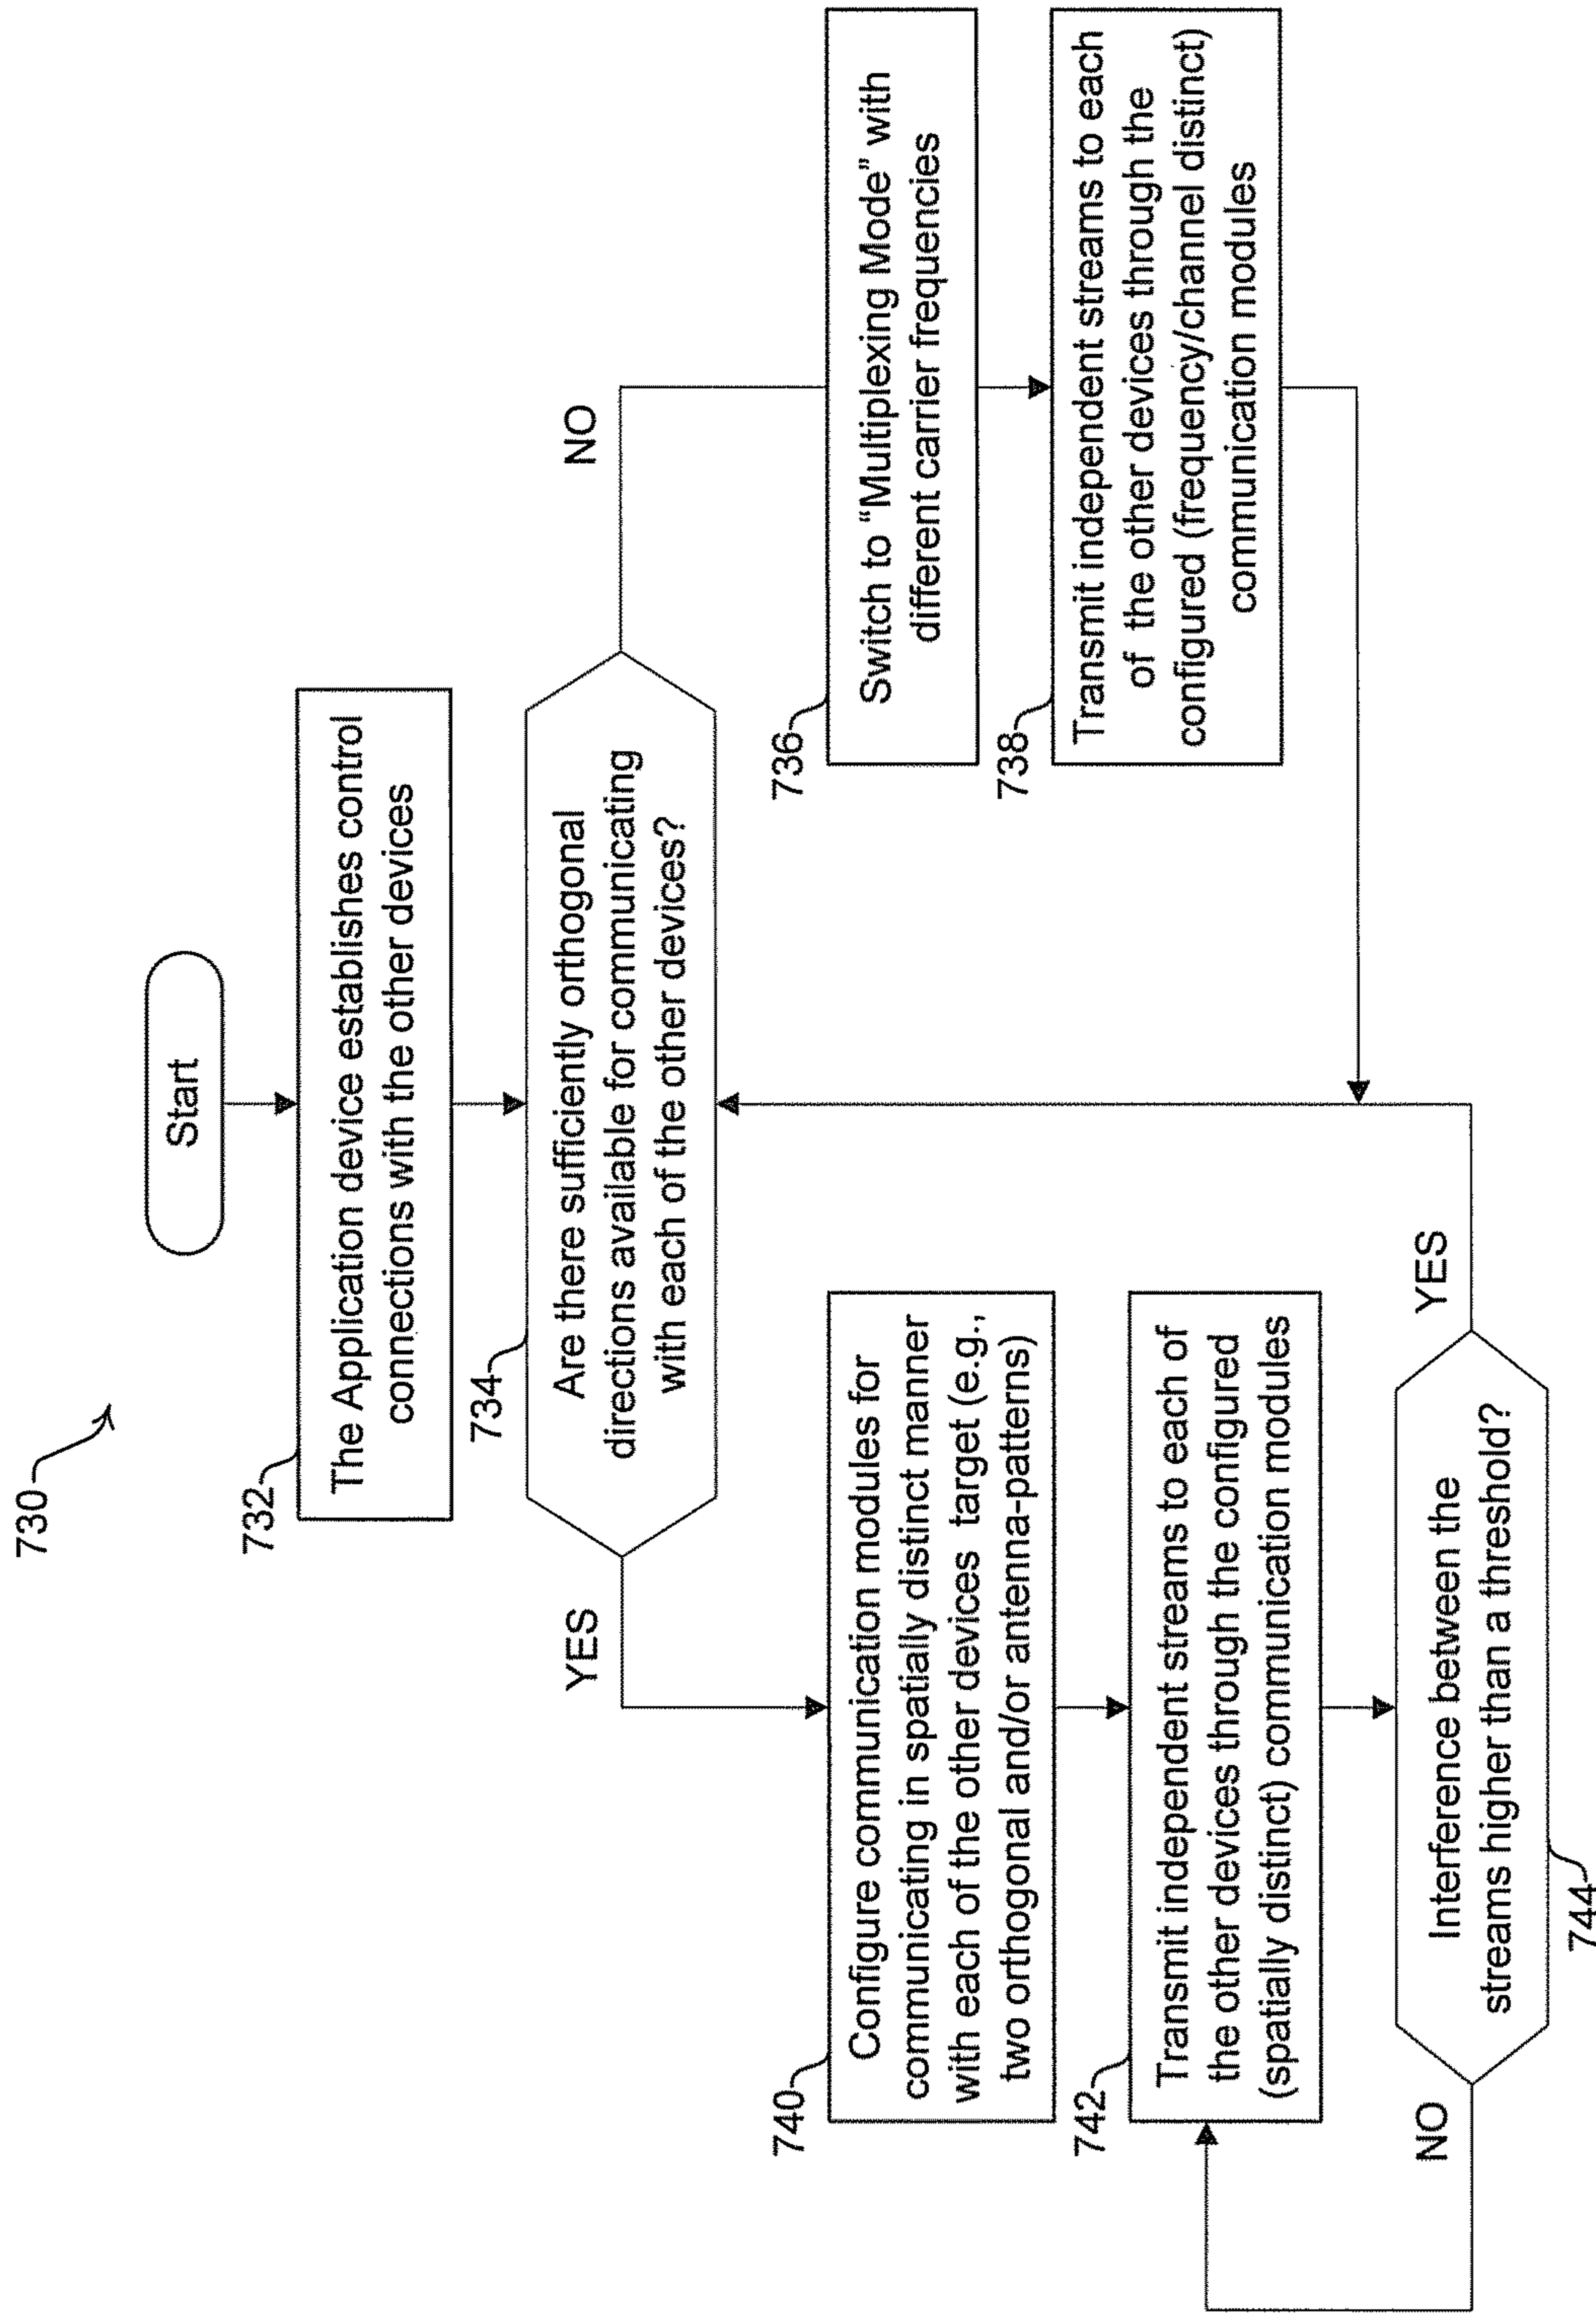 730
Start
732
The Application device establishes control
connections with the other devices
734
Are there sufficiently orthogonal
directions available for communicating
with each of the other devices?
YES
NO
740
Configure communication modules for
communicating in spatially distinct manner
with each of the other devices target (e.g.,
two orthogonal and/or antenna-patterns)
742
Transmit independent streams to each of
the other devices through the configured
(spatially distinct) communication modules
NO
Interference between the
streams higher than a threshold?
YES
744
736
Switch to “Multiplexing Mode” with
different carrier frequencies
738
Transmit independent streams to each
of the other devices through the
configured (frequency/channel distinct)
communication modules